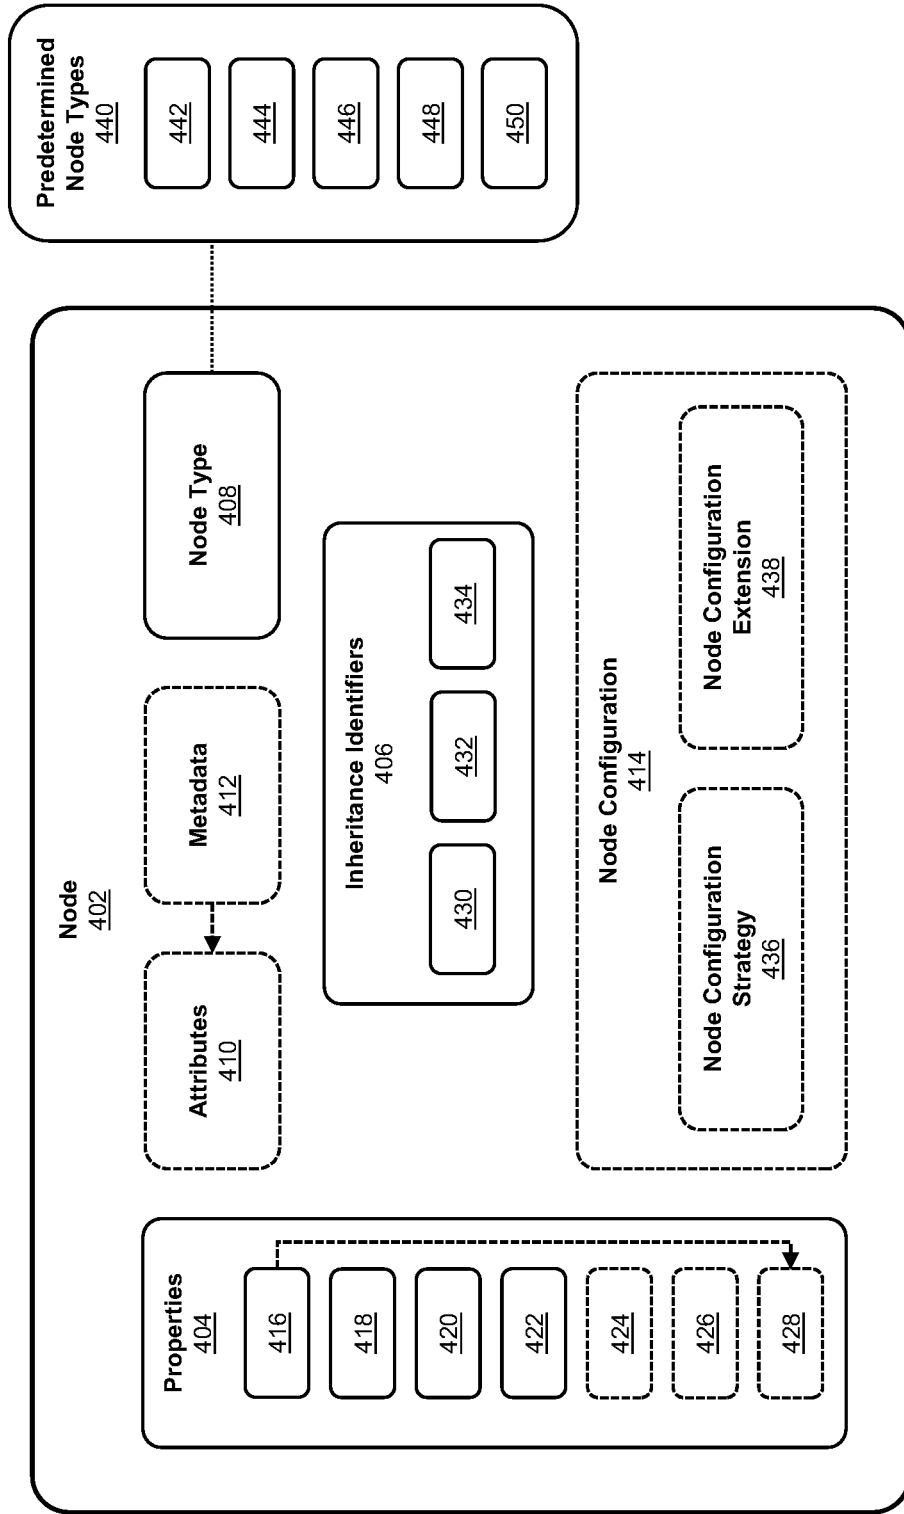 Node
402
Properties
404
416
418
420
422
424
426
428
Attributes
410
Metadata
412
Node Type
408
Inheritance Identifiers
406
430
432
434
Node Configuration
414
Node Configuration
Strategy
436
Node Configuration
Extension
438
Predetermined
Node Types
440
442
444
446
448
450